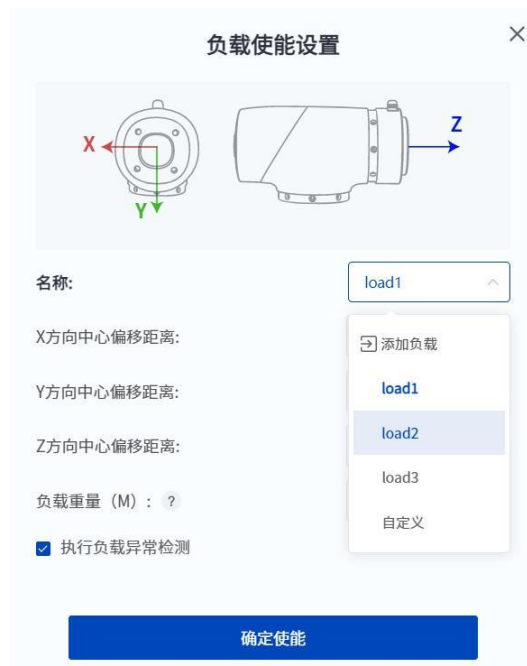 负载使能设置
X
Y
Z
名称:
load1
X方向中心偏移距离:
添加负载
Y方向中心偏移距离:
load1
load2
Z方向中心偏移距离:
load3
负载重量（M）: ?
自定义
执行负载异常检测
确定使能